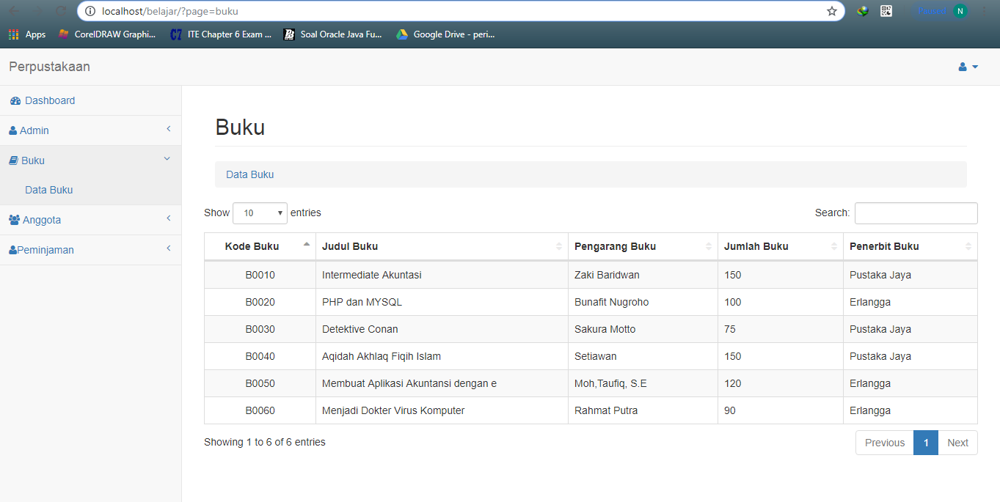 localhost/belajar/?page=buku
N
Apps CorelDRAW Graphi... ITE Chapter 6 Exam ... Soal Oracle Java Fu... Google Drive - peri...
Perpustakaan
Dashboard
Admin
Buku
Data Buku
Anggota
Peminjaman
Buku
Data Buku
Show 10 entries Search:
Kode Buku Judul Buku Pengarang Buku Jumlah Buku Penerbit Buku
B0010 Intermediate Akuntasi Zaki Baridwan 150 Pustaka Jaya
B0020 PHP dan MYSQL Bunafit Nugroho 100 Erlangga
B0030 Detektive Conan Sakura Motto 75 Pustaka Jaya
B0040 Aqidah Akhlaq Fiqih Islam Setiawan 150 Pustaka Jaya
B0050 Membuat Aplikasi Akuntansi dengan e Moh,Taufiq, S.E 120 Erlangga
B0060 Menjadi Dokter Virus Komputer Rahmat Putra 90 Erlangga
Showing 1 to 6 of 6 entries Previous 1 Next